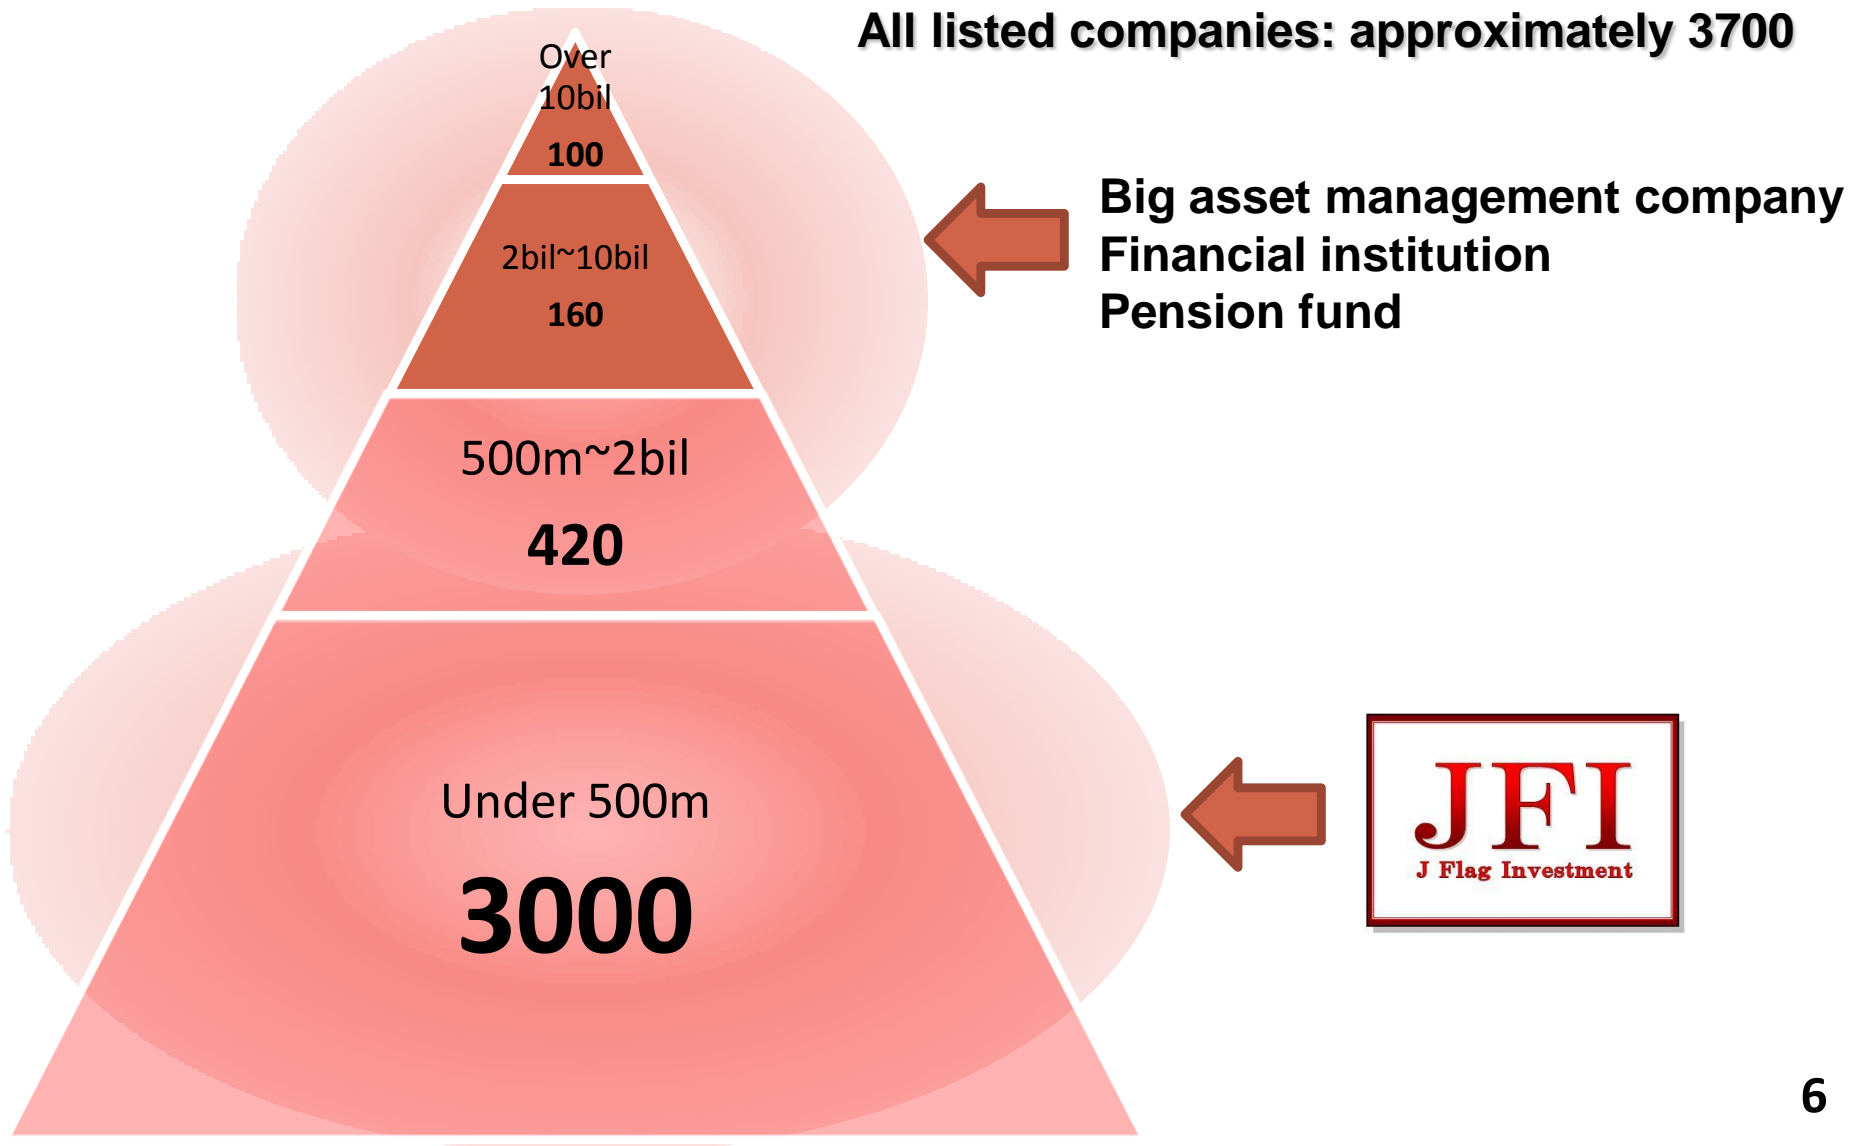 All listed companies: approximately 3700
Over
10bil
100
2bil~10bil
160
Big asset management company
Financial institution
Pension fund
500m~2bil
420
Under 500m
3000
JFI
J Flag Investment
6